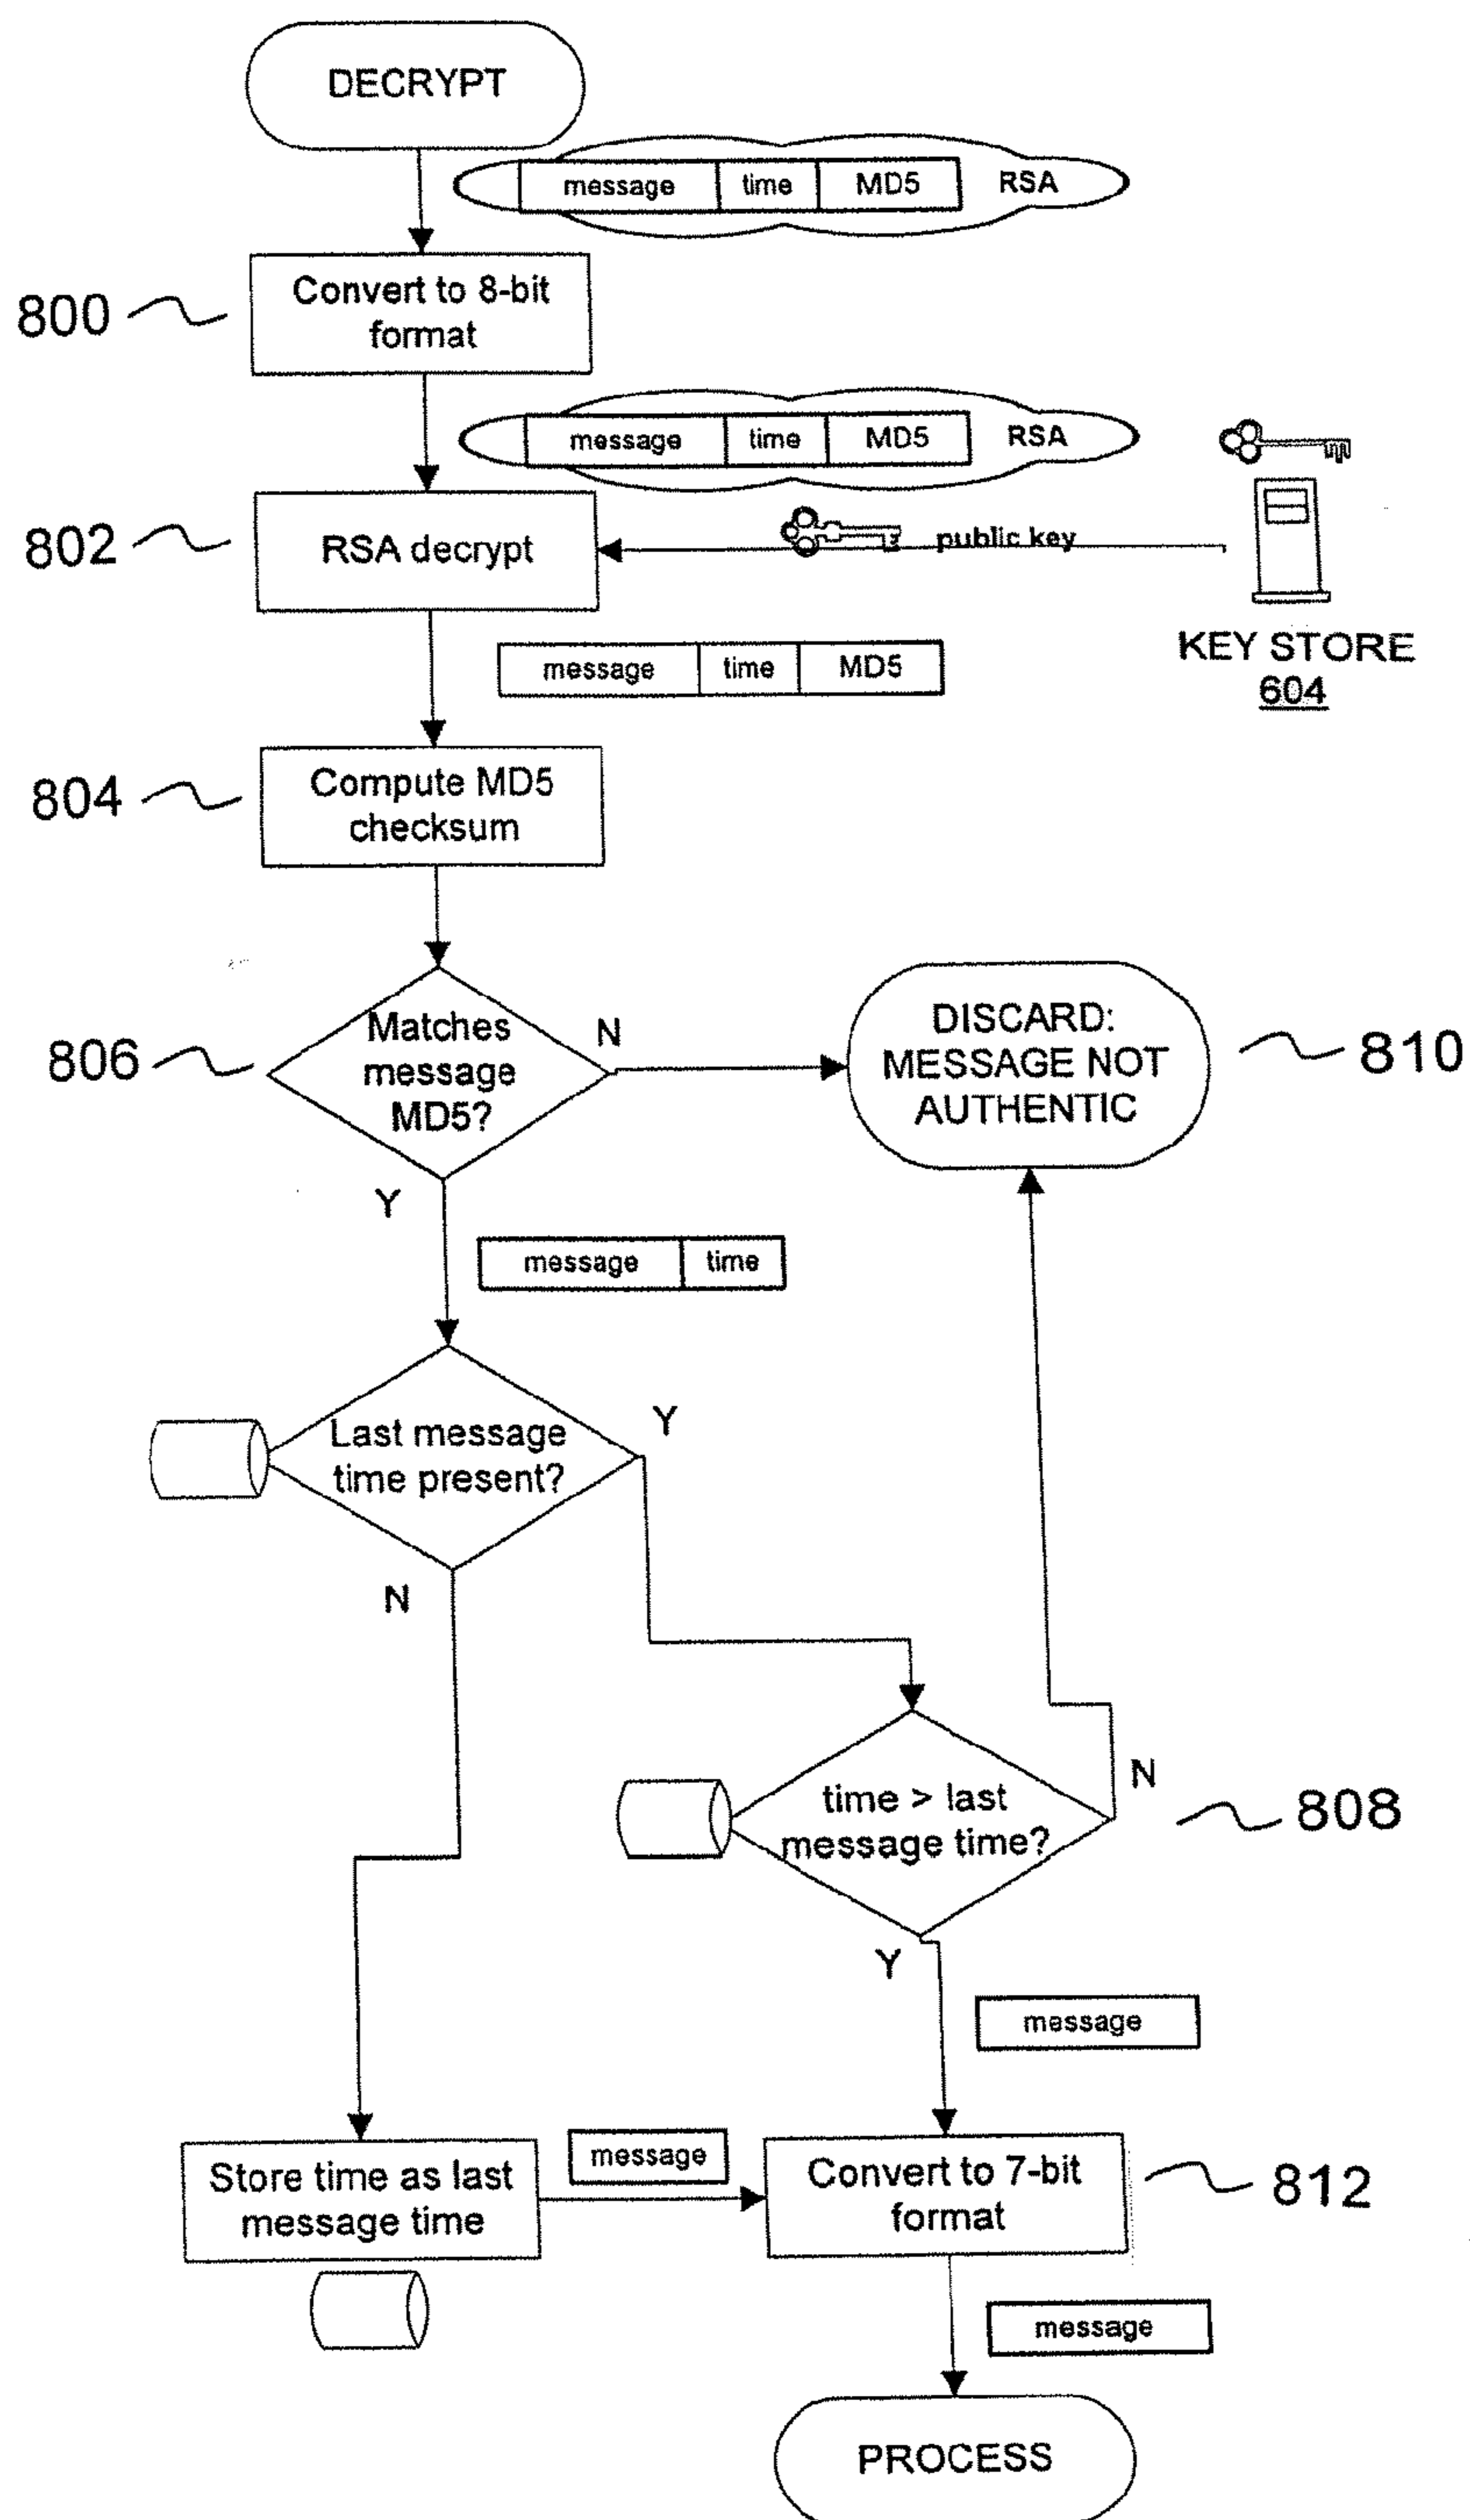 DECRYPT
message time MD5 RSA
800
Convert to 8-bit
format
message time MD5 RSA
802
RSA decrypt
public key
KEY STORE
604
message time MD5
804
Compute MD5
checksum
806
Matches
message
MD5?
N
DISCARD:
MESSAGE NOT
AUTHENTIC
810
Y
message time
Last message
time present?
Y
N
time > last
message time?
N
808
Y
message
Store time as last
message time
message
Convert to 7-bit
format
812
message
PROCESS